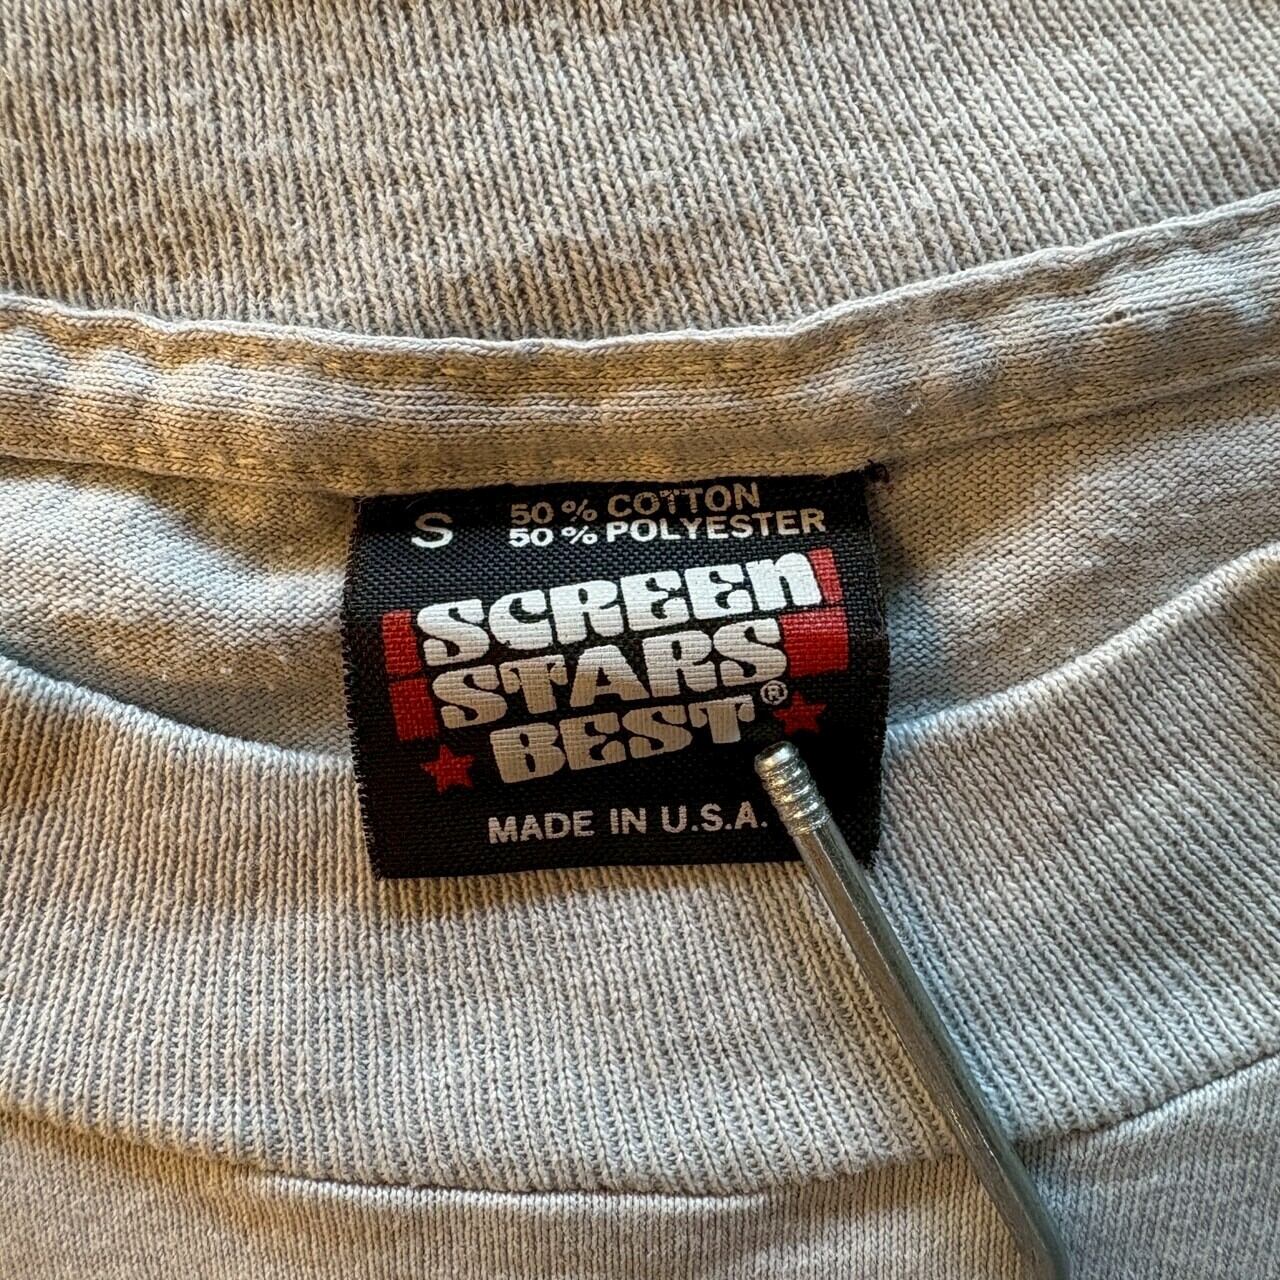 S
50 % COTTON
50 % POLYESTER
SCREEN
STARS
BEST®
MADE IN U.S.A.